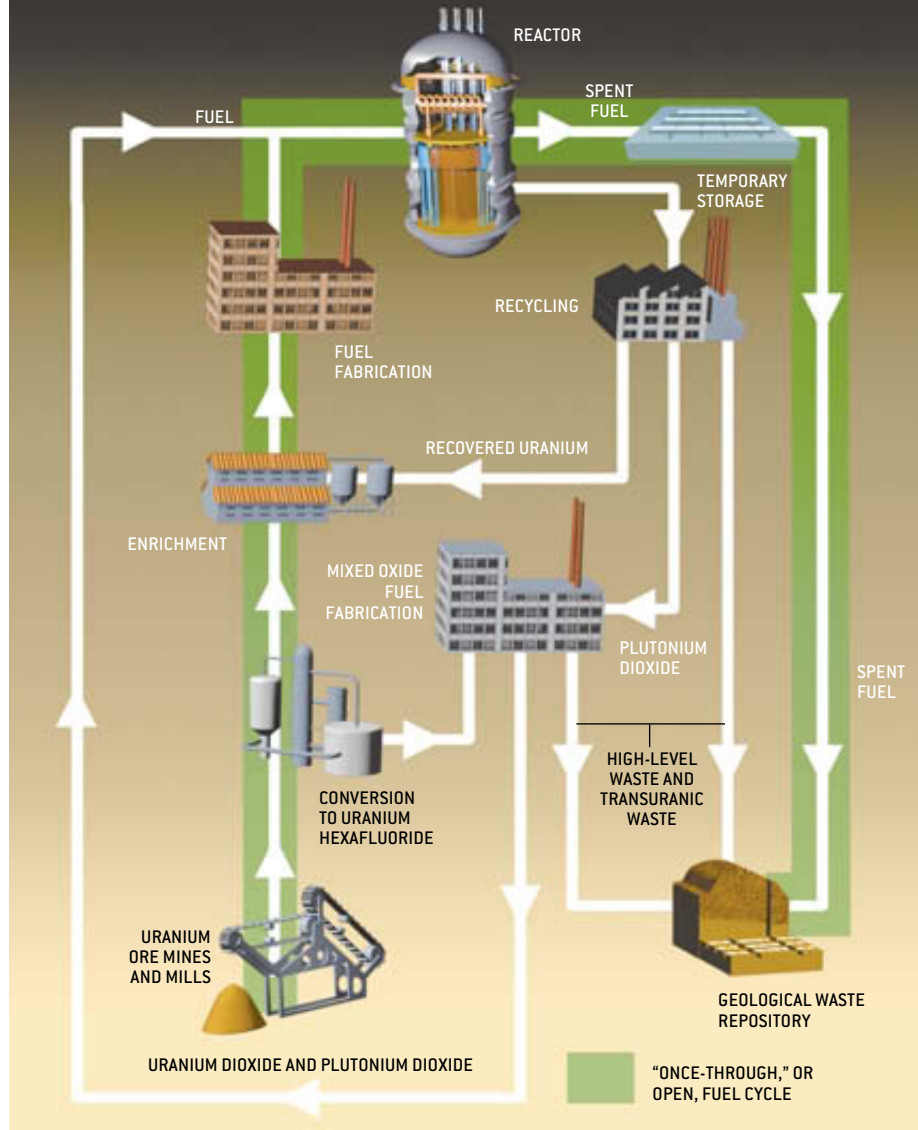 REACTOR
FUEL
SPENT
FUEL
TEMPORARY
STORAGE
RECYCLING
FUEL
FABRICATION
RECOVERED URANIUM
ENRICHMENT
MIXED OXIDE
FUEL
FABRICATION
PLUTONIUM
DIOXIDE
SPENT
FUEL
HIGH-LEVEL
WASTE AND
TRANSURANIC
WASTE
CONVERSION
TO URANIUM
HEXAFLUORIDE
URANIUM
ORE MINES
AND MILLS
GEOLOGICAL WASTE
REPOSITORY
URANIUM DIOXIDE AND PLUTONIUM DIOXIDE
“ONCE-THROUGH,” OR
OPEN, FUEL CYCLE